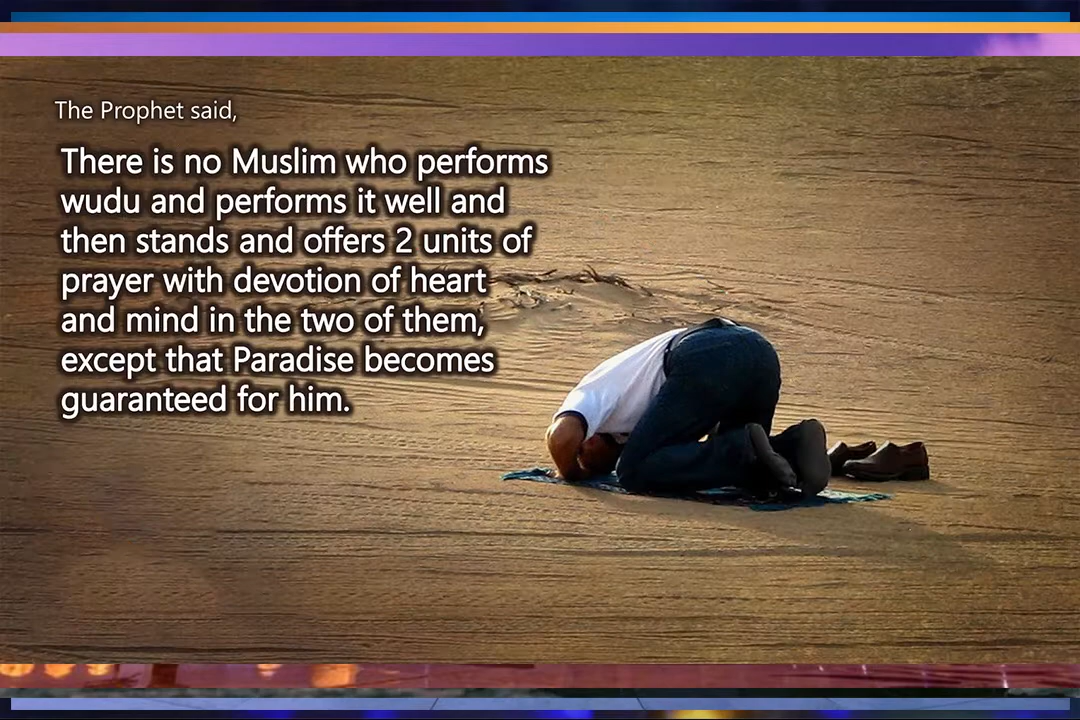 The Prophet said,
There is no Muslim who performs
wudu and performs it well and
then stands and offers 2 units of
prayer with devotion of heart
and mind in the two of them,
except that Paradise becomes
guaranteed for him.